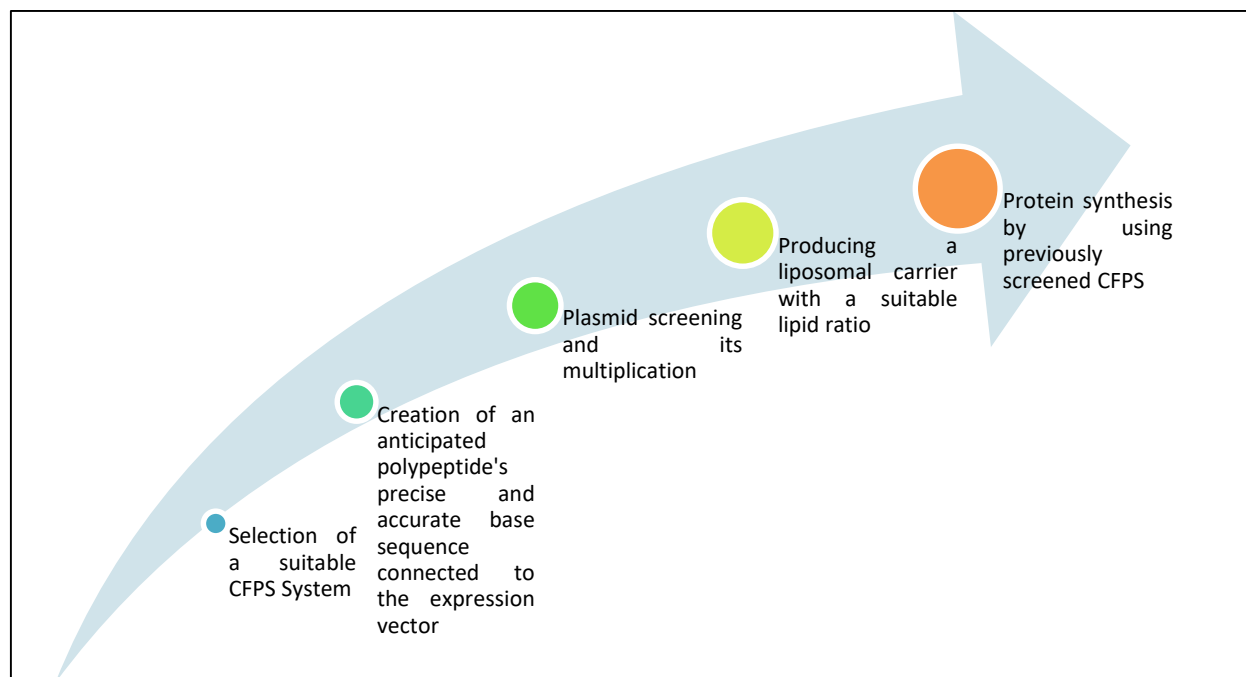 Selection of
a suitable
CFPS System
Creation of an
anticipated
polypeptide's
precise and
accurate base
sequence
connected to
the expression
vector
Plasmid screening
and its
multiplication
Producing a
liposomal carrier
with a suitable
lipid ratio
Protein synthesis
by using
previously
screened CFPS